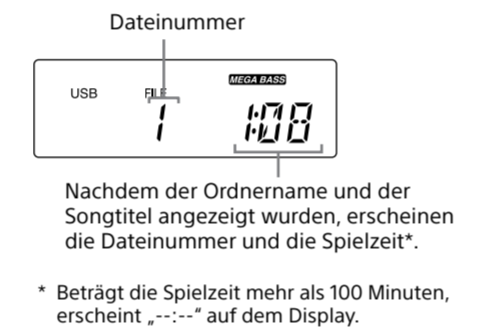 Dateinummer
USB FILE MEGA BASS
1 1:08
Nachdem der Ordnername und der
Songtitel angezeigt wurden, erscheinen
die Dateinummer und die Spielzeit*.
* Beträgt die Spielzeit mehr als 100 Minuten,
erscheint „--:--“ auf dem Display.